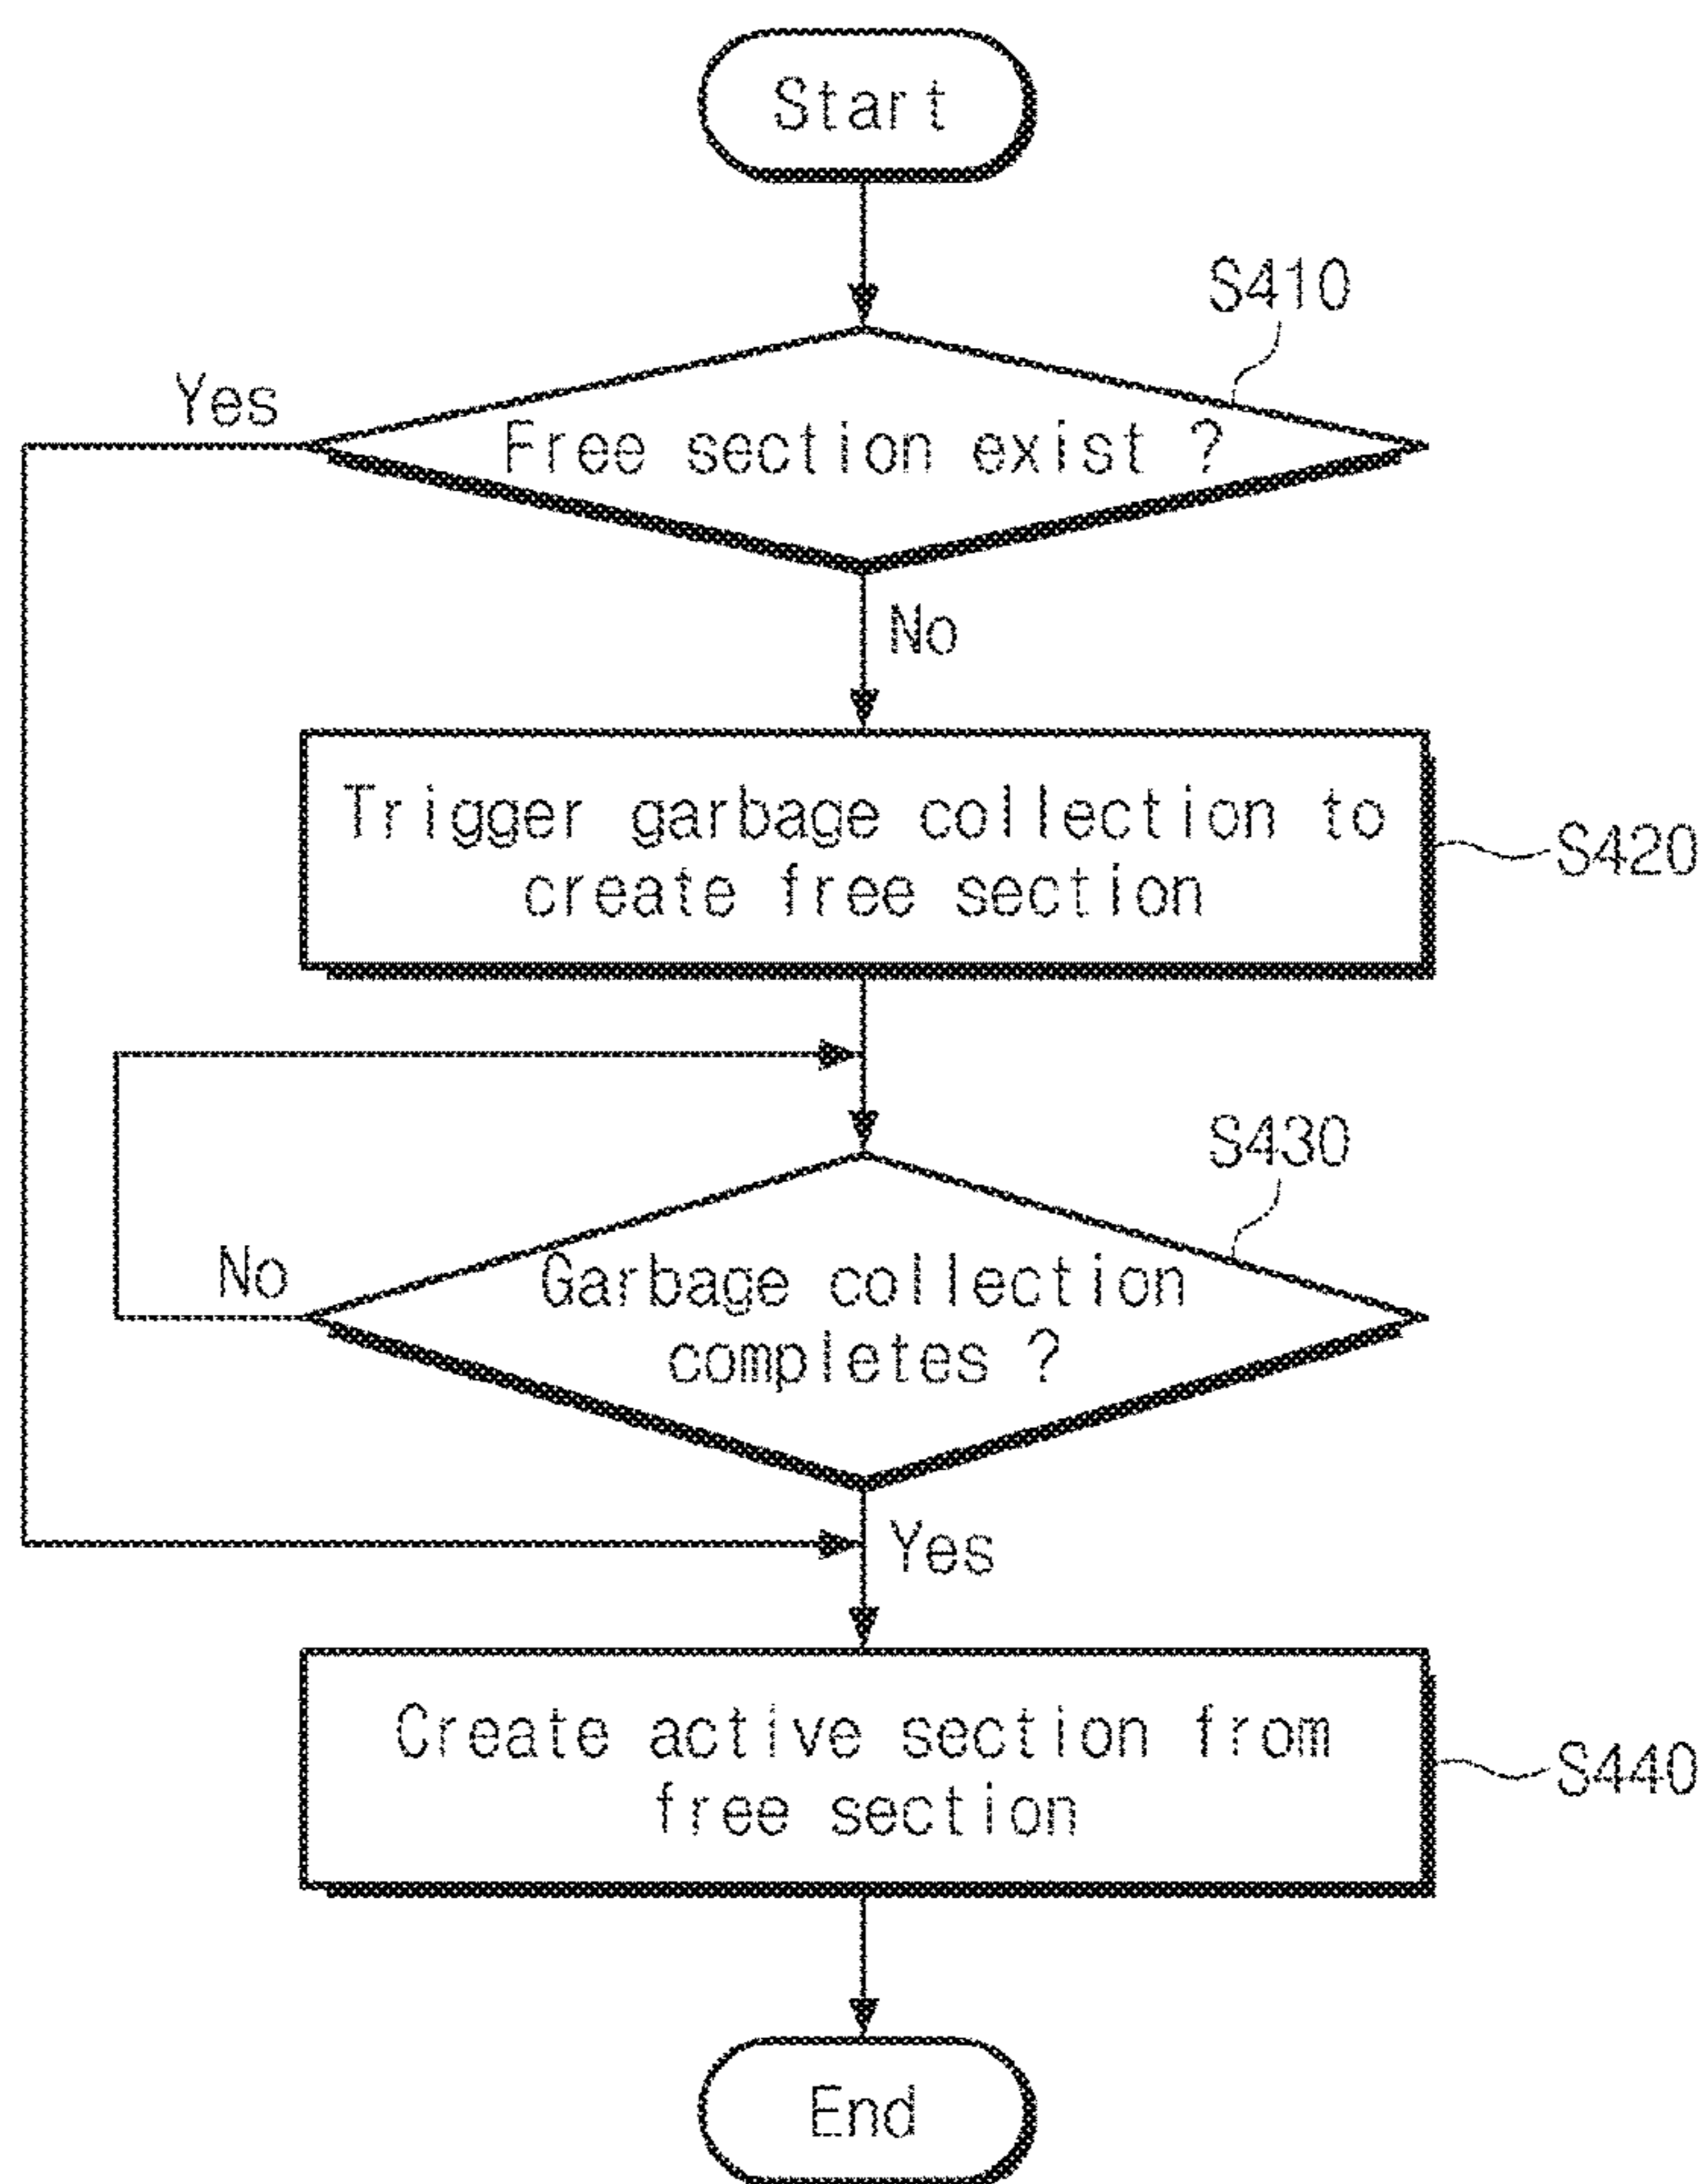 Start
S410
Yes
Free section exist ?
No
Trigger garbage collection to
create free section
S420
S430
No
Garbage collection
completes ?
Yes
Create active section from
free section
S440
End